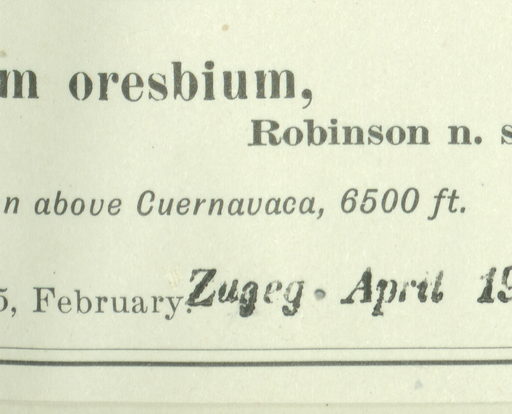 m oresbium,
Robinson n. s
n above Cuernavaca, 6500 ft.
5, February. Zugeg. April 19